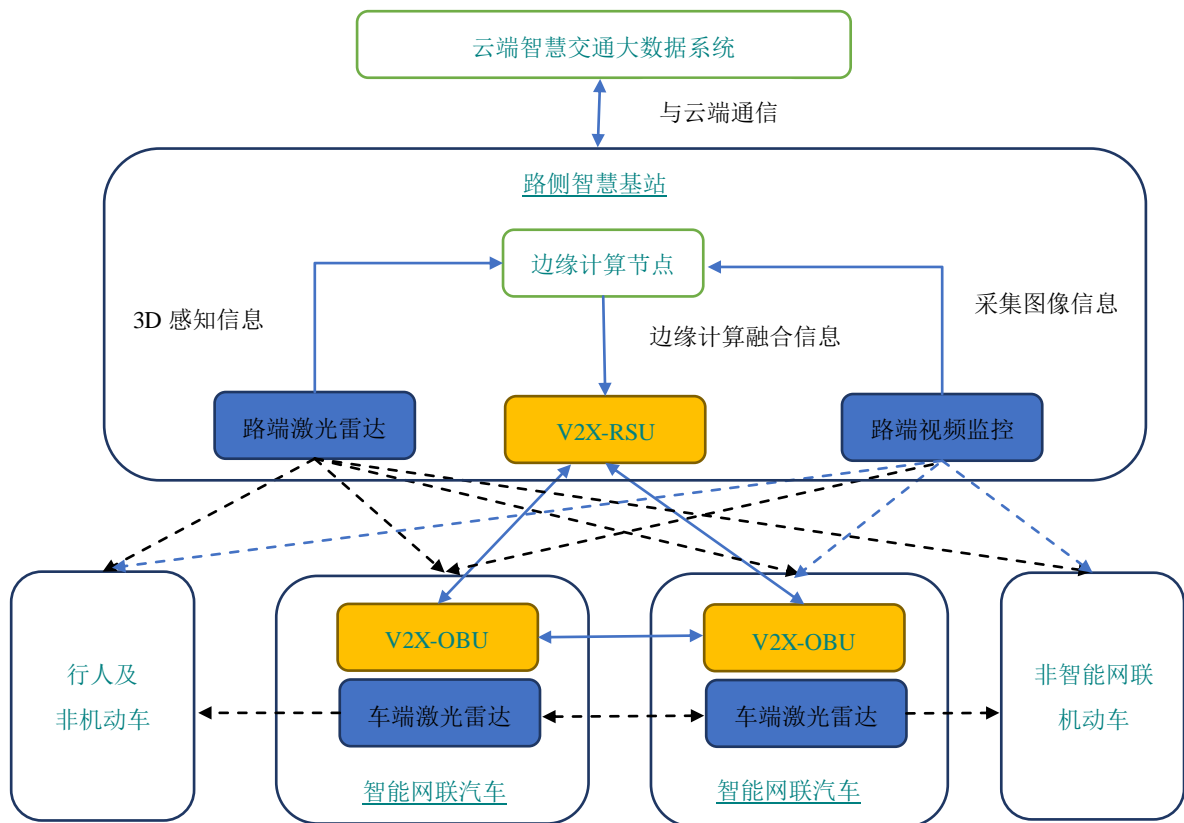 云端智慧交通大数据系统
与云端通信
路侧智慧基站
边缘计算节点
3D 感知信息
采集图像信息
边缘计算融合信息
路端激光雷达
V2X-RSU
路端视频监控
行人及
非机动车
V2X-OBU
车端激光雷达
智能网联汽车
V2X-OBU
车端激光雷达
智能网联汽车
非智能网联
机动车